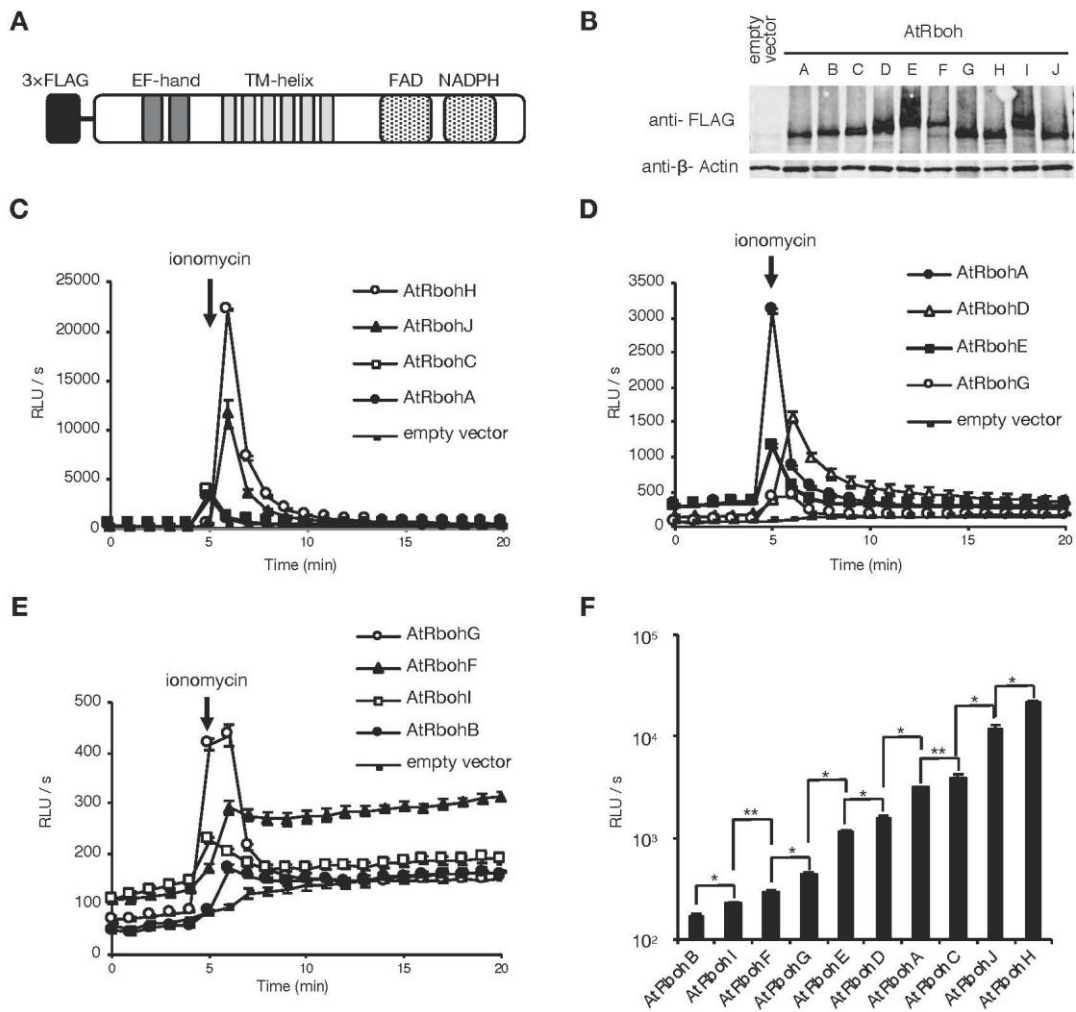 A
3×FLAG EF-hand TM-helix FAD NADPH
B
empty vector
AtRboh
A B C D E F G H I J
anti- FLAG
anti-β- Actin
C
ionomycin
25000
20000
15000
10000
5000
0
RLU / s
0 5 10 15 20
Time (min)
AtRbohH
AtRbohJ
AtRbohC
AtRbohA
empty vector
D
ionomycin
3500
3000
2500
2000
1500
1000
500
0
RLU / s
0 5 10 15 20
Time (min)
AtRbohA
AtRbohD
AtRbohE
AtRbohG
empty vector
E
ionomycin
500
400
300
200
100
0
RLU / s
0 5 10 15 20
Time (min)
AtRbohG
AtRbohF
AtRbohI
AtRbohB
empty vector
F
10⁵
10⁴
10³
10²
RLU / s
* ** * * * * ** * *
AtRbohB
AtRbohI
AtRbohF
AtRbohG
AtRbohE
AtRbohD
AtRbohA
AtRbohC
AtRbohJ
AtRbohH